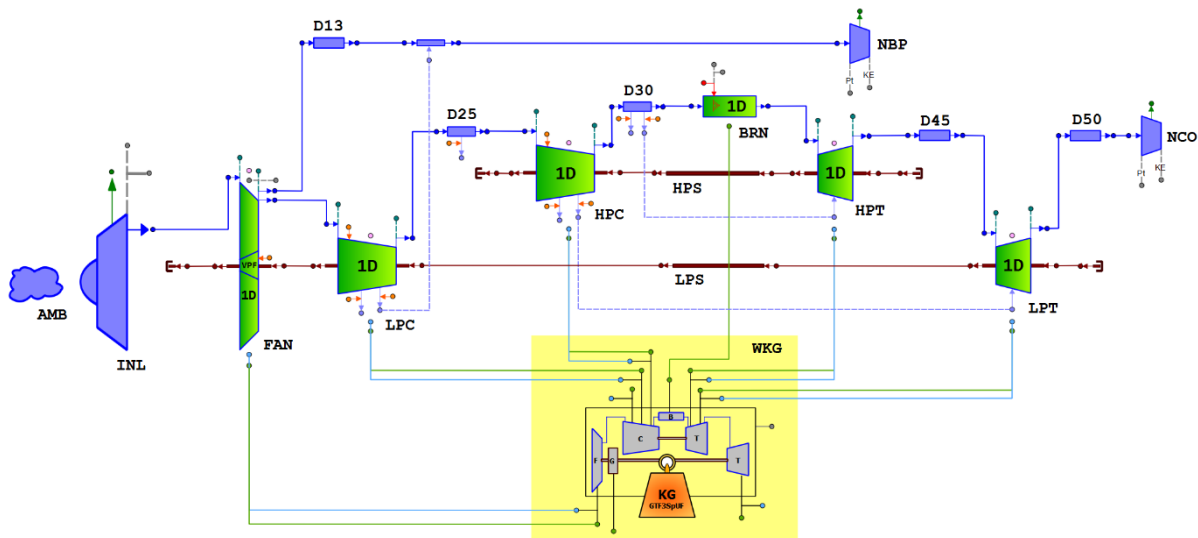 D13
NBP
Pt
KE
D25
D30
1D
BRN
D45
D50
NCO
Pt
KE
1D
HPC
HPS
1D
HPT
VPF
1D
FAN
1D
LPC
LPS
1D
LPT
AMB
INL
WKG
B
C
T
F
G
T
KG
GTF3SpUF